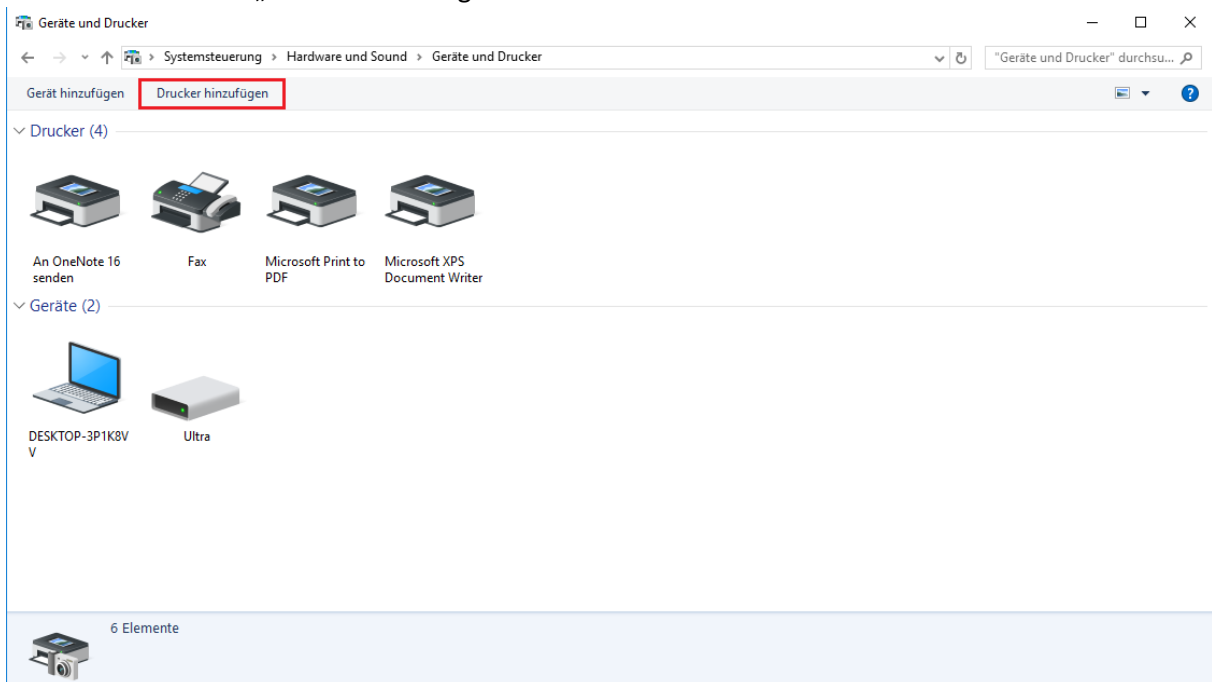 Geräte und Drucker
Systemsteuerung > Hardware und Sound > Geräte und Drucker
"Geräte und Drucker" durchsu...
Gerät hinzufügen Drucker hinzufügen
Drucker (4)
An OneNote 16 senden
Fax
Microsoft Print to PDF
Microsoft XPS Document Writer
Geräte (2)
DESKTOP-3P1K8VV
Ultra
6 Elemente